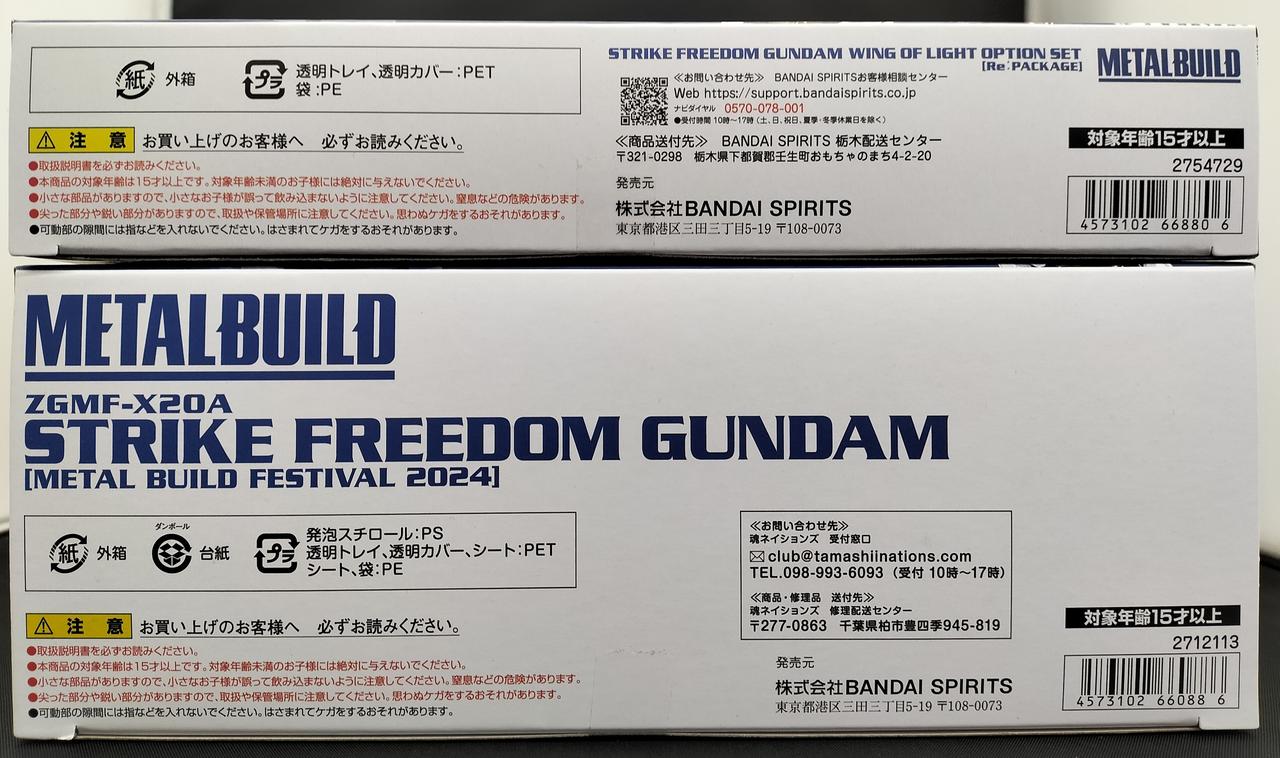 紙 外箱
プラ 透明トレイ、透明カバー:PET
袋:PE
注意 お買い上げのお客様へ 必ずお読みください。
●取扱説明書を必ずお読みください。
●本商品の対象年齢は15才以上です。対象年齢未満のお子様には絶対に与えないでください。
●小さな部品がありますので、小さなお子様が誤って飲み込まないように注意してください。窒息などの危険があります。
●尖った部分や鋭い部分がありますので、取扱や保管場所に注意してください。思わぬケガをするおそれがあります。
●可動部の隙間には指などを入れないでください。はさまれてケガをするおそれがあります。
STRIKE FREEDOM GUNDAM WING OF LIGHT OPTION SET
[Re:PACKAGE]
METALBUILD
≪お問い合わせ先≫ BANDAI SPIRITSお客様相談センター
Web https://support.bandaispirits.co.jp
ナビダイヤル 0570-078-001
●受付時間 10時~17時(土、日、祝日、夏季・冬季休業日を除く)
≪商品送付先≫ BANDAI SPIRITS 栃木配送センター
〒321-0298 栃木県下都賀郡壬生町おもちゃのまち4-2-20
発売元
株式会社BANDAI SPIRITS
東京都港区三田三丁目5-19 〒108-0073
対象年齢15才以上
2754729
4573102 66880 6
METALBUILD
ZGMF-X20A
STRIKE FREEDOM GUNDAM
[METAL BUILD FESTIVAL 2024]
紙 外箱
ダンボール
台紙
プラ 発泡スチロール:PS
透明トレイ、透明カバー、シート:PET
シート、袋:PE
注意 お買い上げのお客様へ 必ずお読みください。
●取扱説明書を必ずお読みください。
●本商品の対象年齢は15才以上です。対象年齢未満のお子様には絶対に与えないでください。
●小さな部品がありますので、小さなお子様が誤って飲み込まないように注意してください。窒息などの危険があります。
●尖った部分や鋭い部分がありますので、取扱や保管場所に注意してください。思わぬケガをするおそれがあります。
●可動部の隙間には指などを入れないでください。はさまれてケガをするおそれがあります。
≪お問い合わせ先≫
魂ネイションズ 受付窓口
club@tamashiinations.com
TEL.098-993-6093(受付 10時~17時)
≪商品・修理品 送付先≫
魂ネイションズ 修理配送センター
〒277-0863 千葉県柏市豊四季945-819
発売元
株式会社BANDAI SPIRITS
東京都港区三田三丁目5-19 〒108-0073
対象年齢15才以上
2712113
4573102 66088 6